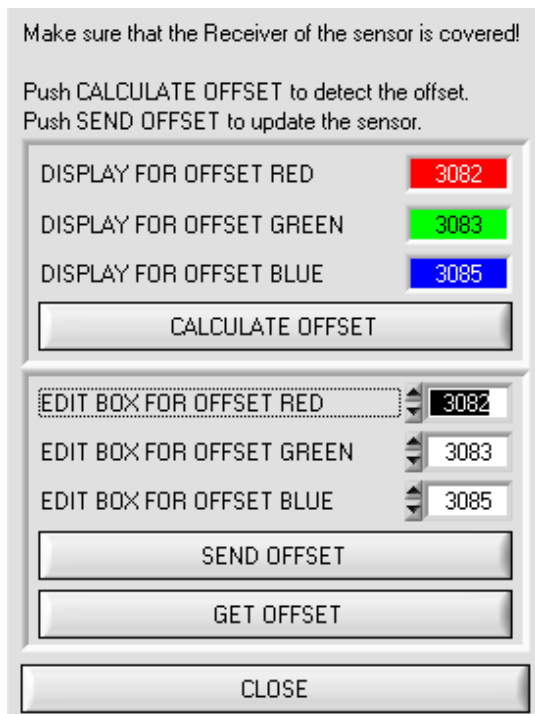 Make sure that the Receiver of the sensor is covered!
Push CALCULATE OFFSET to detect the offset.
Push SEND OFFSET to update the sensor.
DISPLAY FOR OFFSET RED 3082
DISPLAY FOR OFFSET GREEN 3083
DISPLAY FOR OFFSET BLUE 3085
CALCULATE OFFSET
EDIT BOX FOR OFFSET RED 3082
EDIT BOX FOR OFFSET GREEN 3083
EDIT BOX FOR OFFSET BLUE 3085
SEND OFFSET
GET OFFSET
CLOSE